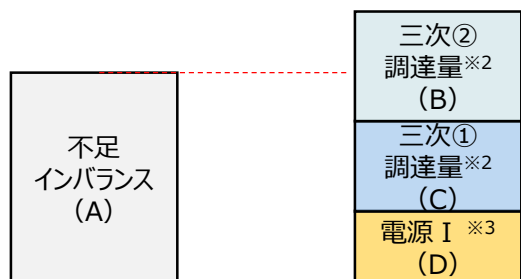 不足
インバランス
(A)
三次②
調達量※2
(B)
三次①
調達量※2
(C)
電源Ⅰ ※3
(D)